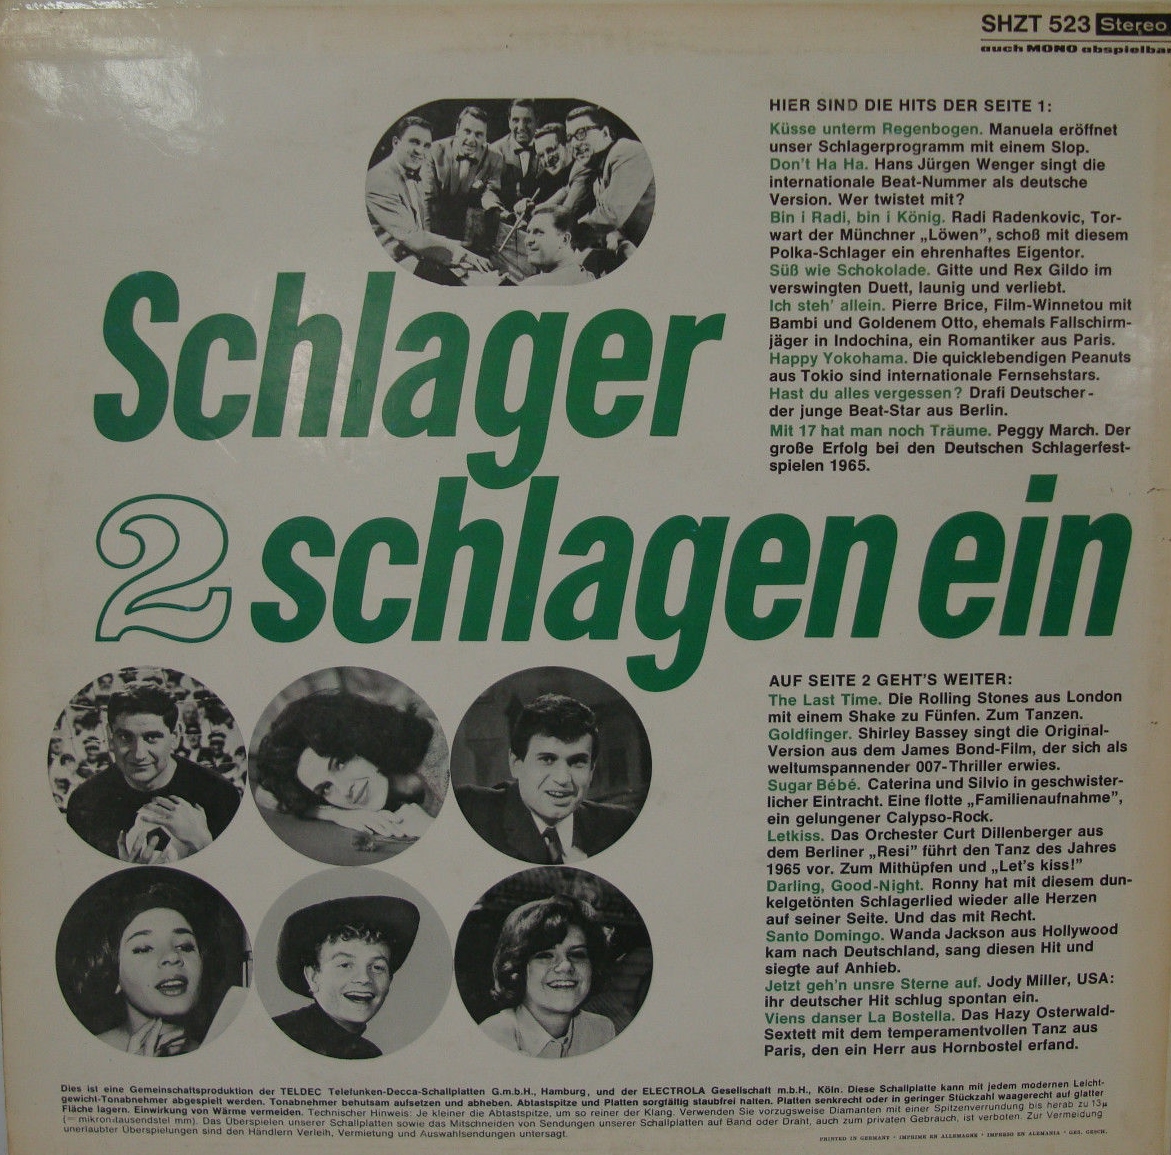 SHZT 523 Stereo
auch MONO abspielbar
HIER SIND DIE HITS DER SEITE 1:
Küsse unterm Regenbogen. Manuela eröffnet
unser Schlagerprogramm mit einem Slop.
Don't Ha Ha. Hans Jürgen Wenger singt die
internationale Beat-Nummer als deutsche
Version. Wer twistet mit?
Bin i Radi, bin i König. Radi Radenkovic, Tor-
wart der Münchner „Löwen”, schoß mit diesem
Polka-Schlager ein ehrenhaftes Eigentor.
Süß wie Schokolade. Gitte und Rex Gildo im
verswingten Duett, launig und verliebt.
Ich steh' allein. Pierre Brice, Film-Winnetou mit
Bambi und Goldenem Otto, ehemals Fallschirm-
jäger in Indochina, ein Romantiker aus Paris.
Happy Yokohama. Die quicklebendigen Peanuts
aus Tokio sind internationale Fernsehstars.
Hast du alles vergessen? Drafi Deutscher-
der junge Beat-Star aus Berlin.
Mit 17 hat man noch Träume. Peggy March. Der
große Erfolg bei den Deutschen Schlagerfest-
spielen 1965.
Schlager
2 schlagen ein
AUF SEITE 2 GEHT'S WEITER:
The Last Time. Die Rolling Stones aus London
mit einem Shake zu Fünfen. Zum Tanzen.
Goldfinger. Shirley Bassey singt die Original-
Version aus dem James Bond-Film, der sich als
weltumspannender 007-Thriller erwies.
Sugar Bébé. Caterina und Silvio in geschwister-
licher Eintracht. Eine flotte „Familienaufnahme”,
ein gelungener Calypso-Rock.
Letkiss. Das Orchester Curt Dillenberger aus
dem Berliner „Resi” führt den Tanz des Jahres
1965 vor. Zum Mithüpfen und „Let's kiss!”
Darling, Good-Night. Ronny hat mit diesem dun-
kelgetönten Schlagerlied wieder alle Herzen
auf seiner Seite. Und das mit Recht.
Santo Domingo. Wanda Jackson aus Hollywood
kam nach Deutschland, sang diesen Hit und
siegte auf Anhieb.
Jetzt geh'n unsre Sterne auf. Jody Miller, USA:
ihr deutscher Hit schlug spontan ein.
Viens danser La Bostella. Das Hazy Osterwald-
Sextett mit dem temperamentvollen Tanz aus
Paris, den ein Herr aus Hornbostel erfand.
Dies ist eine Gemeinschaftsproduktion der TELDEC Telefunken-Decca-Schallplatten G.m.b.H., Hamburg, und der ELECTROLA Gesellschaft m.b.H., Köln. Diese Schallplatte kann mit jedem modernen Leicht-
gewicht-Tonabnehmer abgespielt werden. Tonabnehmer behutsam aufsetzen und abheben. Abtastspitze und Platten sorgfältig staubfrei halten. Platten senkrecht oder in geringer Stückzahl waagerecht auf glatter
Fläche lagern. Einwirkung von Wärme vermeiden. Technischer Hinweis: Je kleiner die Abtastspitze, um so reiner der Klang. Verwenden Sie vorzugsweise Diamanten mit einer Spitzenverrundung bis herab zu 13µ
(= mikron:dausendstel mm). Das Überspielen unserer Schallplatten sowie das Mitschneiden von Sendungen unserer Schallplatten auf Band oder Draht, auch zum privaten Gebrauch, ist verboten. Zur Vermeidung
unerlaubter Überspielungen sind den Händlern Verleih, Vermietung und Auswahlsendungen untersagt.
PRINTED IN GERMANY · IMPRIMÉ EN ALLEMAGNE · IMPRESO EN ALEMANIA · GES. GESCH.